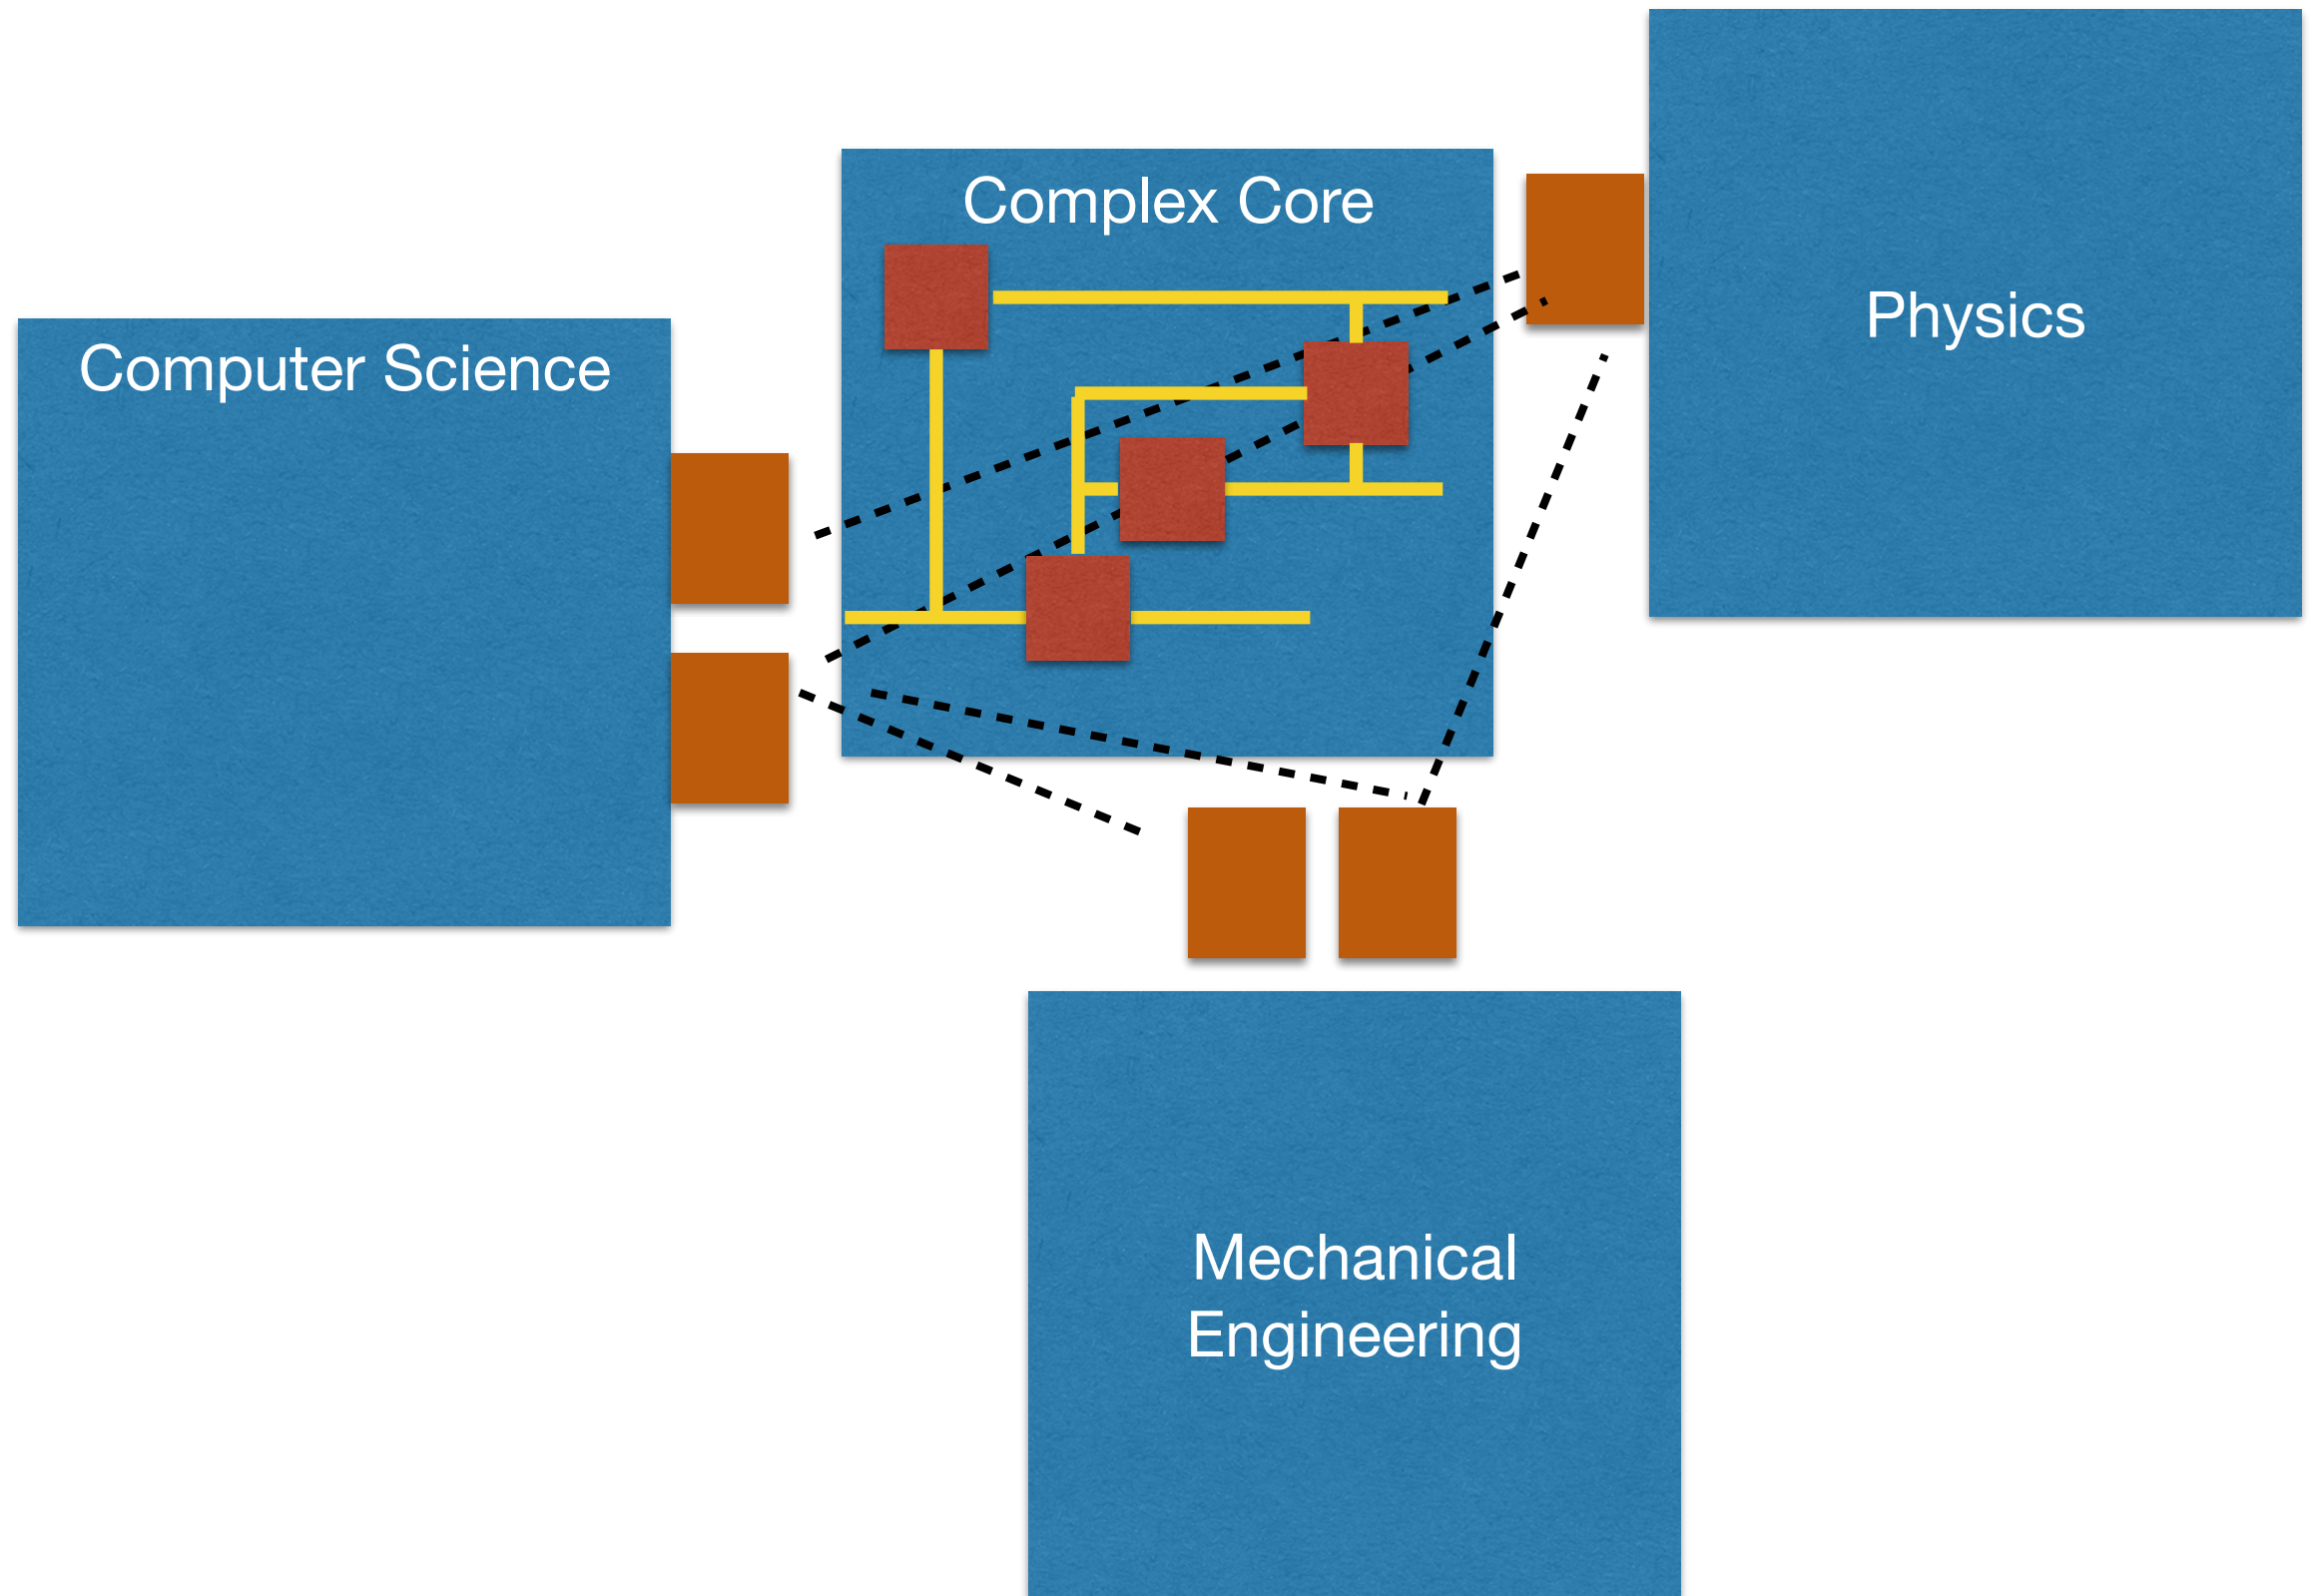 Complex Core
Physics
Computer Science
Mechanical
Engineering